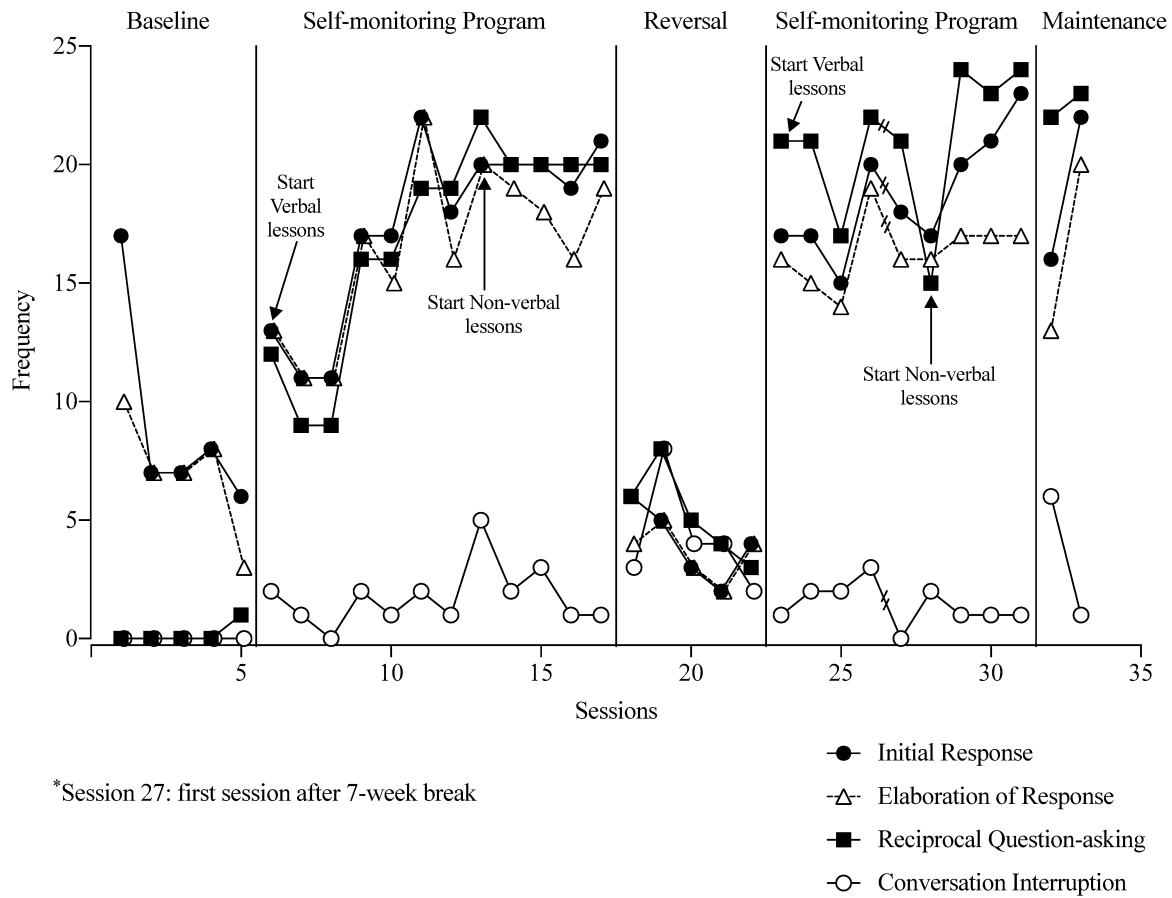 Baseline
Self-monitoring Program
Reversal
Self-monitoring Program
Maintenance
25
20
15
10
5
0
Frequency
Start
Verbal
lessons
Start Non-verbal
lessons
Start Verbal
lessons
Start Non-verbal
lessons
5
10
15
20
25
30
35
Sessions
*Session 27: first session after 7-week break
Initial Response
Elaboration of Response
Reciprocal Question-asking
Conversation Interruption